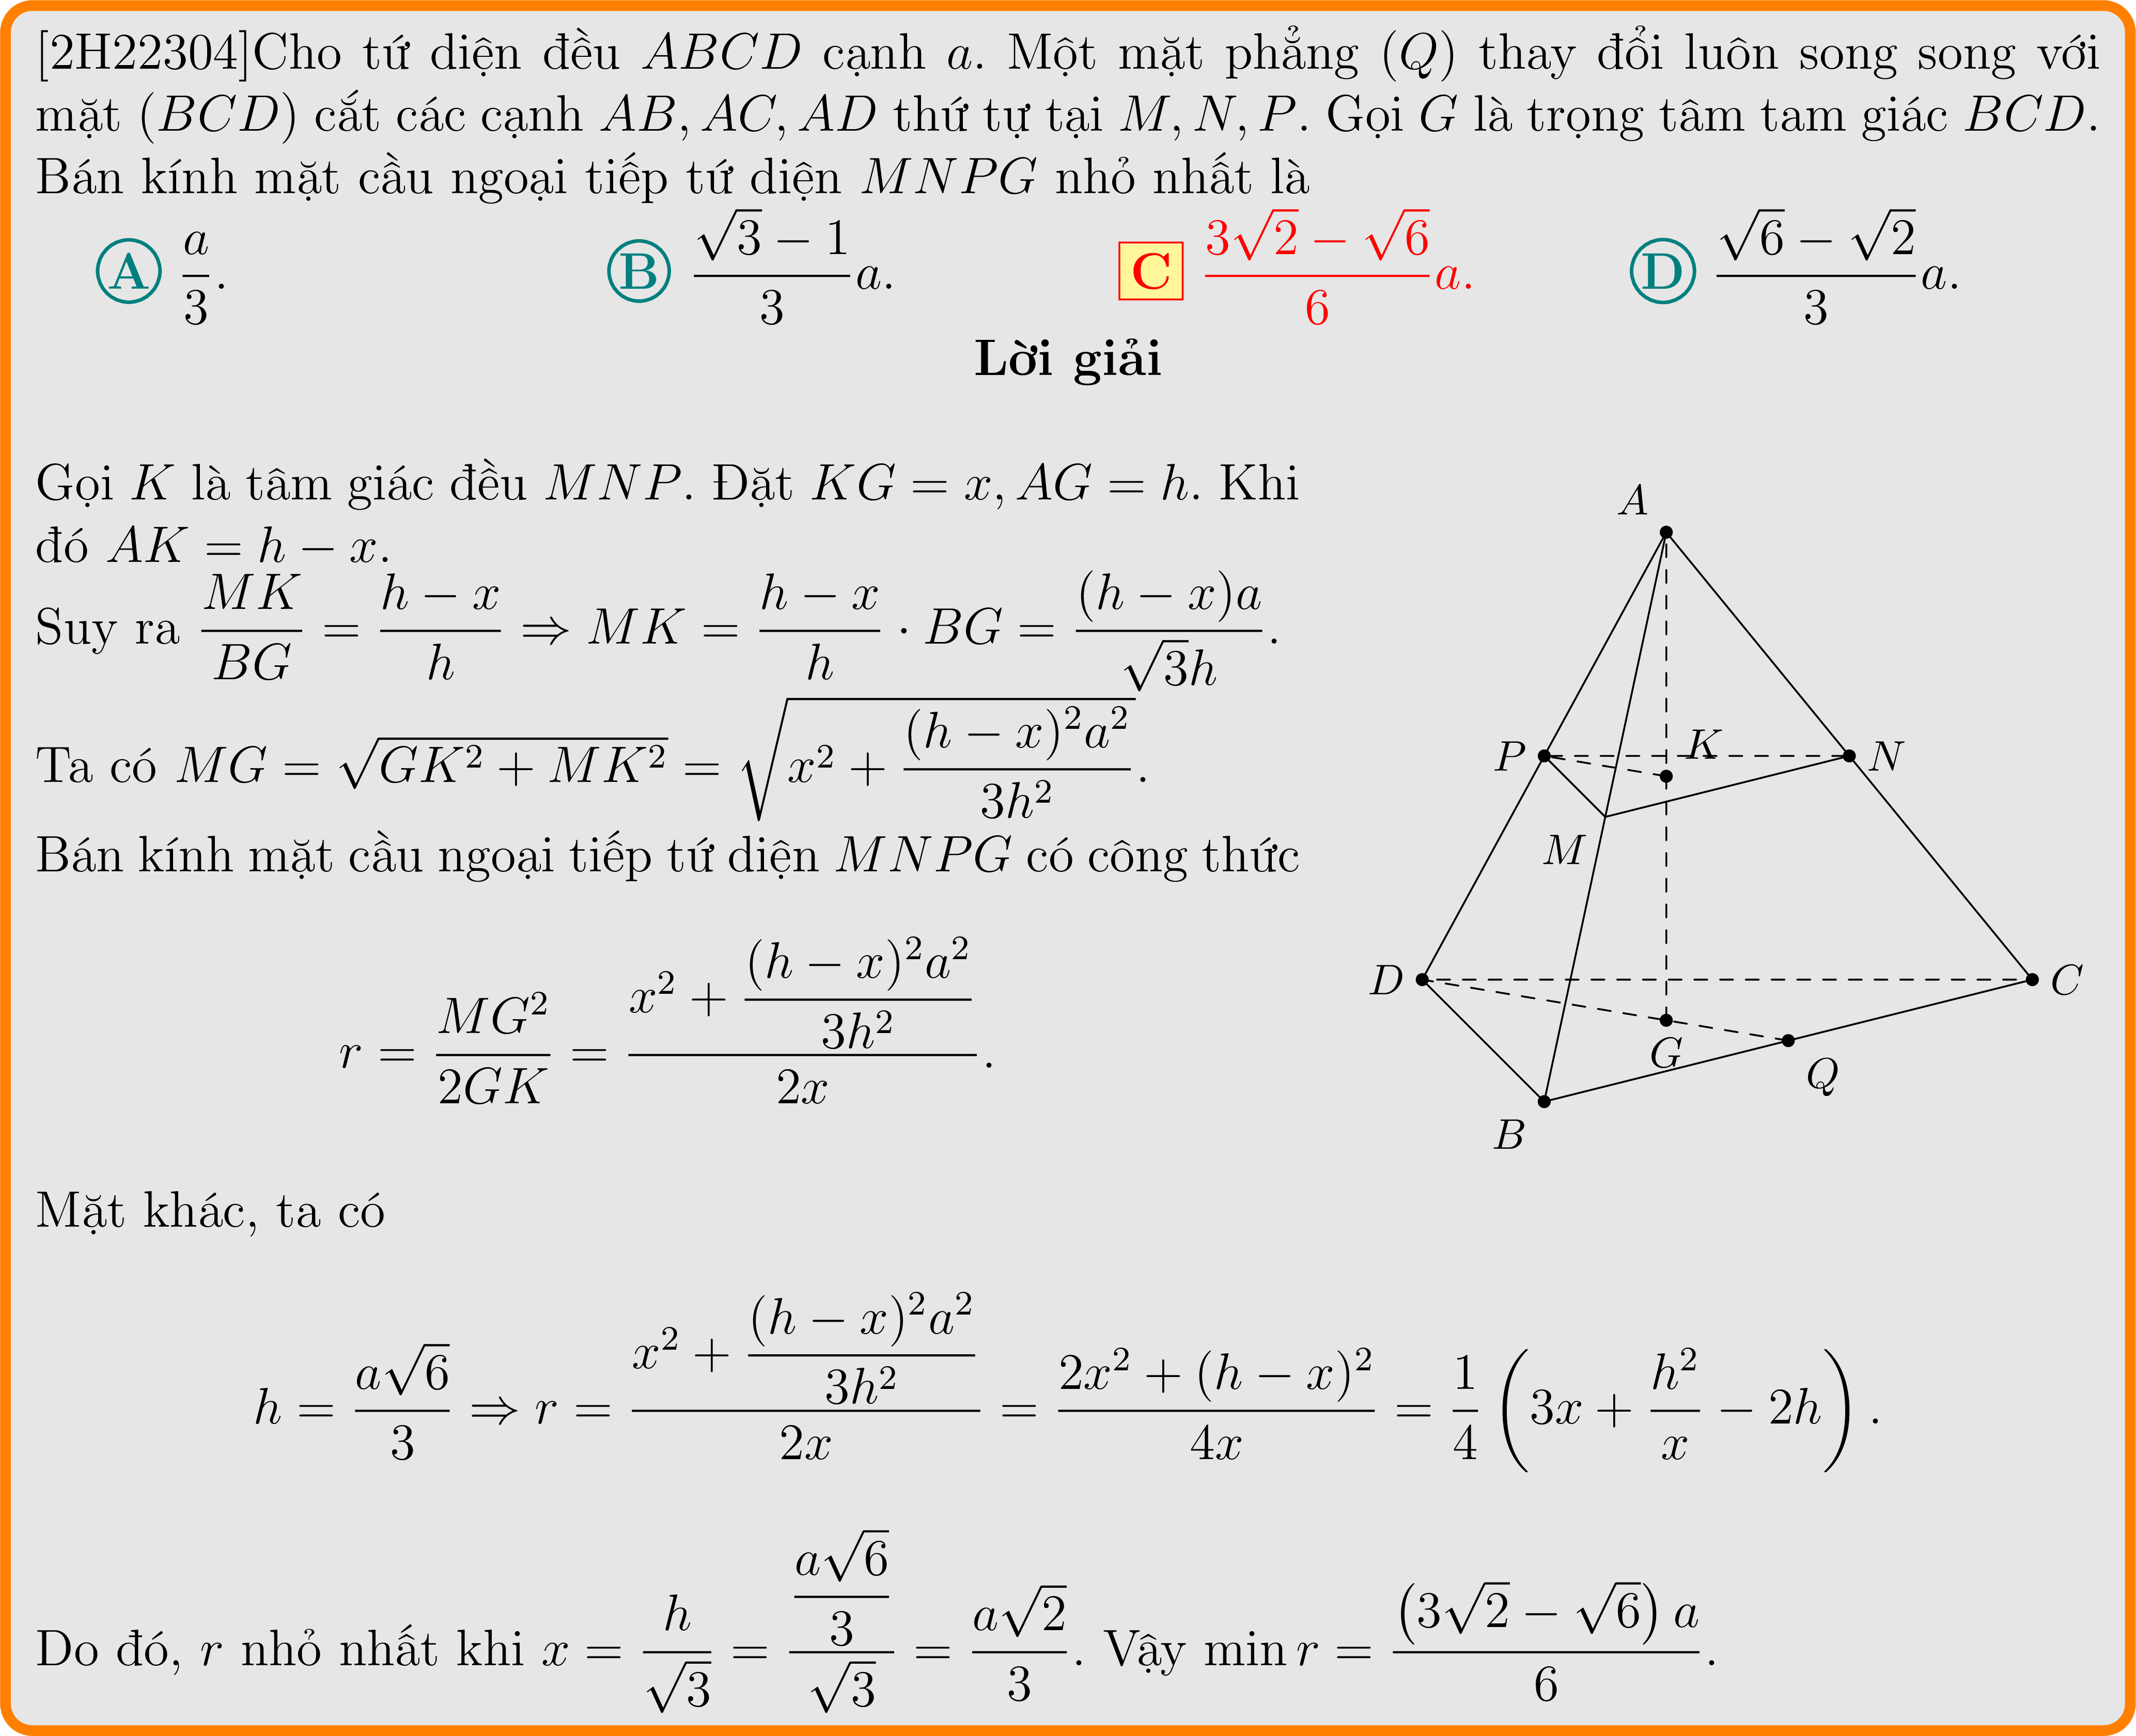 [2H22304]Cho tứ diện đều ABCD cạnh a. Một mặt phẳng (Q) thay đổi luôn song song với
mặt (BCD) cắt các cạnh AB, AC, AD thứ tự tại M, N, P. Gọi G là trọng tâm tam giác BCD.
Bán kính mặt cầu ngoại tiếp tứ diện MNPG nhỏ nhất là
A $\frac{a}{3}$. B $\frac{\sqrt{3}-1}{3}a$. C $\frac{3\sqrt{2}-\sqrt{6}}{6}a$. D $\frac{\sqrt{6}-\sqrt{2}}{3}a$.
Lời giải
Gọi K là tâm giác đều MNP. Đặt KG = x, AG = h. Khi
đó AK = h − x.
Suy ra $\frac{MK}{BG} = \frac{h-x}{h} \Rightarrow MK = \frac{h-x}{h} \cdot BG = \frac{(h-x)a}{\sqrt{3}h}$.
Ta có $MG = \sqrt{GK^2 + MK^2} = \sqrt{x^2 + \frac{(h-x)^2a^2}{3h^2}}$.
Bán kính mặt cầu ngoại tiếp tứ diện MNPG có công thức
$r = \frac{MG^2}{2GK} = \frac{x^2 + \frac{(h-x)^2a^2}{3h^2}}{2x}$.
A
P
K
N
M
D
C
G
Q
B
Mặt khác, ta có
$h = \frac{a\sqrt{6}}{3} \Rightarrow r = \frac{x^2 + \frac{(h-x)^2a^2}{3h^2}}{2x} = \frac{2x^2 + (h-x)^2}{4x} = \frac{1}{4}\left(3x + \frac{h^2}{x} - 2h\right)$.
Do đó, r nhỏ nhất khi $x = \frac{h}{\sqrt{3}} = \frac{\frac{a\sqrt{6}}{3}}{\sqrt{3}} = \frac{a\sqrt{2}}{3}$. Vậy $\min r = \frac{(3\sqrt{2}-\sqrt{6})a}{6}$.